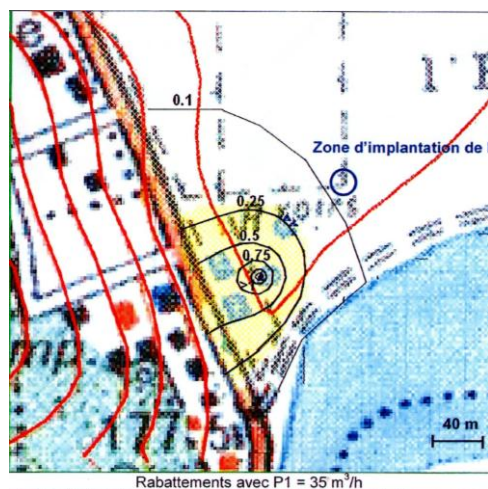 0.1
Zone d'implantation de l
0,25
0.5
0,75
40 m
Rabattements avec P1 = 35 m³/h